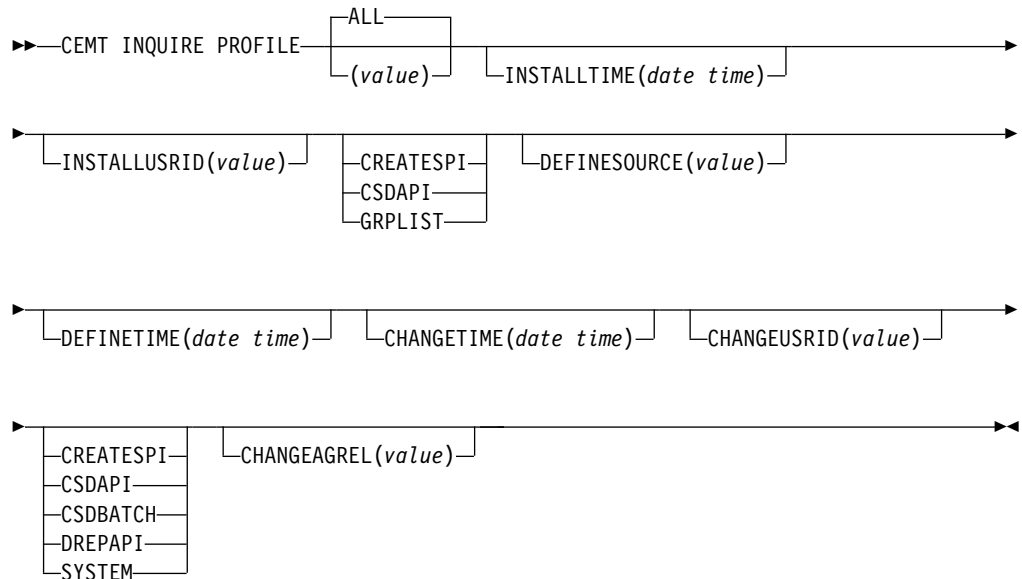 ALL
CEMT INQUIRE PROFILE
(value)
INSTALLTIME(date time)
INSTALLUSRID(value)
CREATESPI
CSDAPI
GRPLIST
DEFINESOURCE(value)
DEFINETIME(date time)
CHANGETIME(date time)
CHANGEUSRID(value)
CREATESPI
CSDAPI
CSDBATCH
DREPAPI
SYSTEM
CHANGEAGREL(value)